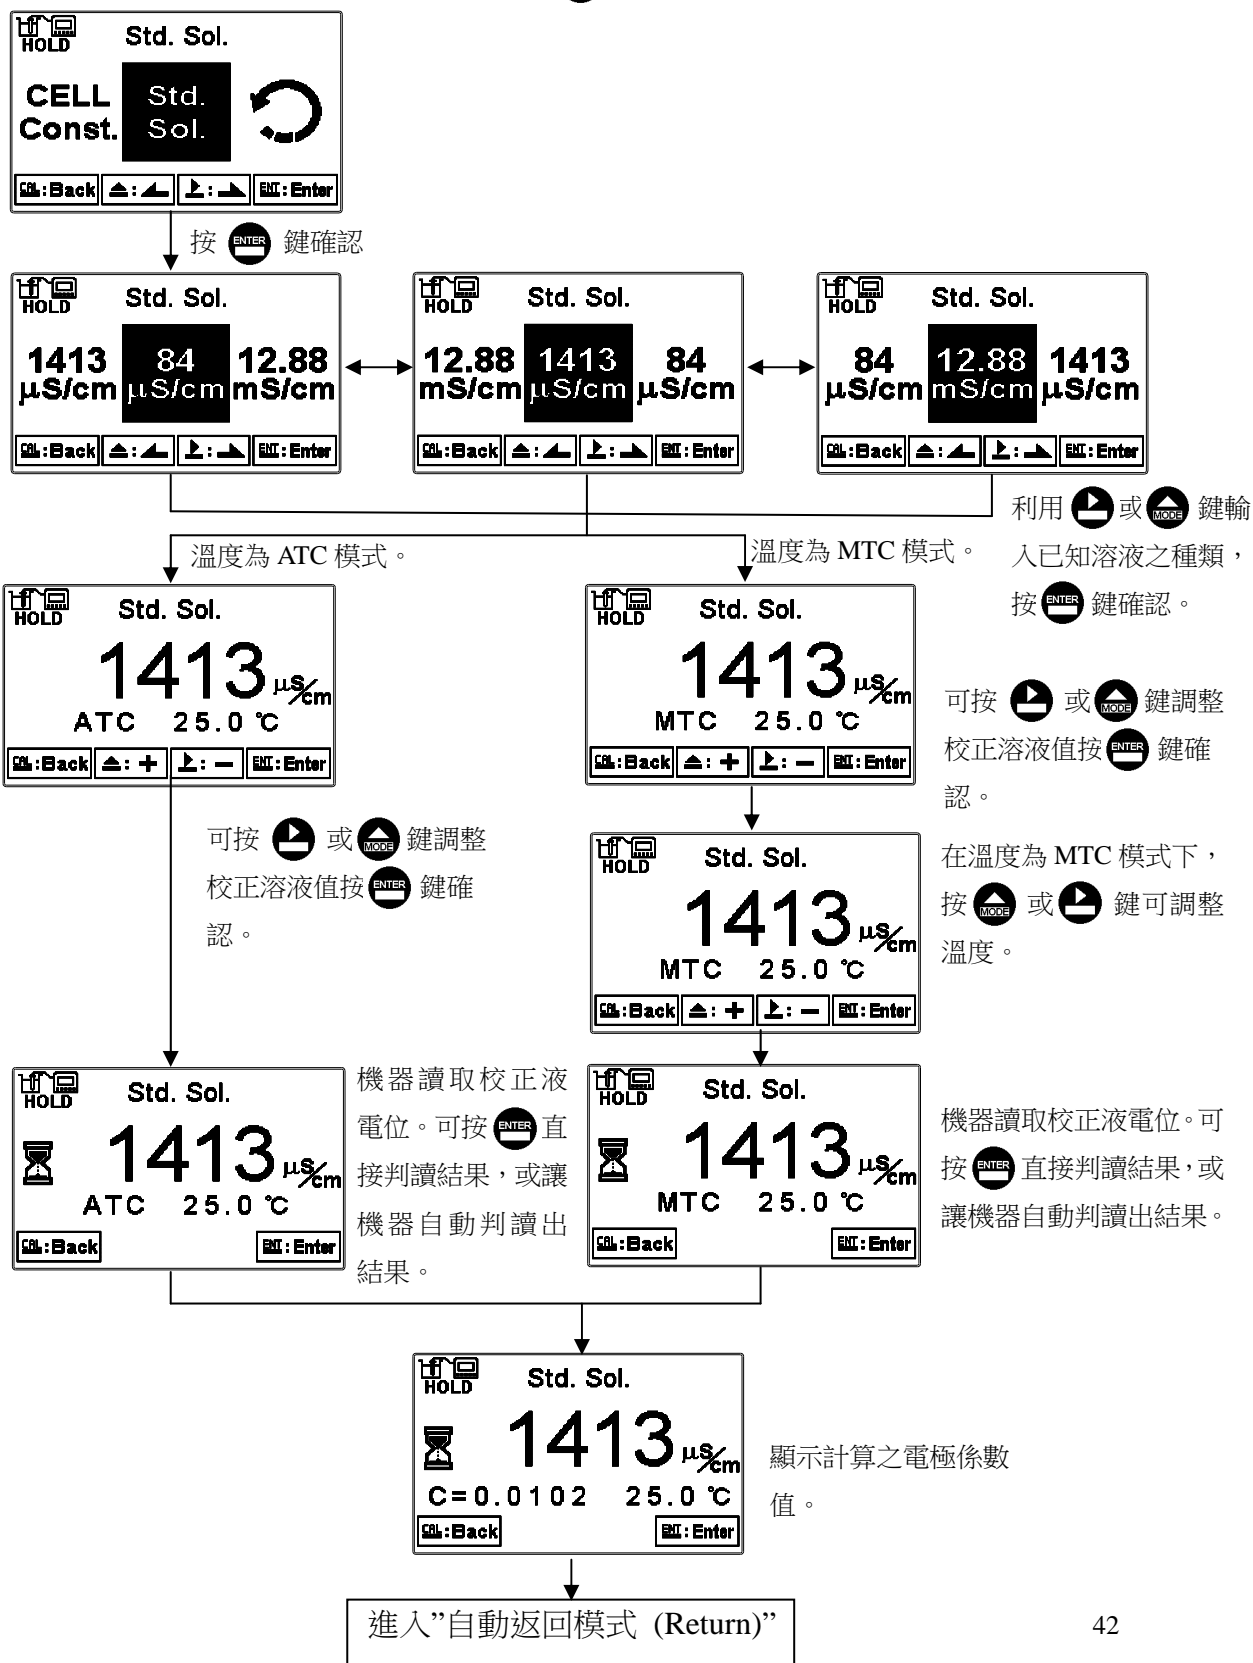 HOLD
Std. Sol.
CELL
Const.
Std.
Sol.
CAL:Back
ENT:Enter
按 ENTER 鍵確認
HOLD
Std. Sol.
1413
μS/cm
84
μS/cm
12.88
mS/cm
CAL:Back
ENT:Enter
HOLD
Std. Sol.
12.88
mS/cm
1413
μS/cm
84
μS/cm
CAL:Back
ENT:Enter
HOLD
Std. Sol.
84
μS/cm
12.88
mS/cm
1413
μS/cm
CAL:Back
ENT:Enter
利用 或 MODE 鍵輸
入已知溶液之種類，
按 ENTER 鍵確認。
溫度為 ATC 模式。
溫度為 MTC 模式。
HOLD
Std. Sol.
1413 μS/cm
ATC 25.0 ℃
CAL:Back
: +
: −
ENT:Enter
HOLD
Std. Sol.
1413 μS/cm
MTC 25.0 ℃
CAL:Back
: +
: −
ENT:Enter
可按 或 MODE 鍵調整
校正溶液值按 ENTER 鍵確
認。
可按 或 MODE 鍵調整
校正溶液值按 ENTER 鍵確
認。
HOLD
Std. Sol.
1413 μS/cm
MTC 25.0 ℃
CAL:Back
: +
: −
ENT:Enter
在溫度為 MTC 模式下，
按 MODE 或 鍵可調整
溫度。
HOLD
Std. Sol.
1413 μS/cm
ATC 25.0 ℃
CAL:Back
ENT:Enter
機器讀取校正液
電位。可按 ENTER 直
接判讀結果，或讓
機器自動判讀出
結果。
HOLD
Std. Sol.
1413 μS/cm
MTC 25.0 ℃
CAL:Back
ENT:Enter
機器讀取校正液電位。可
按 ENTER 直接判讀結果，或
讓機器自動判讀出結果。
HOLD
Std. Sol.
1413 μS/cm
C=0.0102 25.0 ℃
CAL:Back
ENT:Enter
顯示計算之電極係數
值。
進入”自動返回模式 (Return)”
42